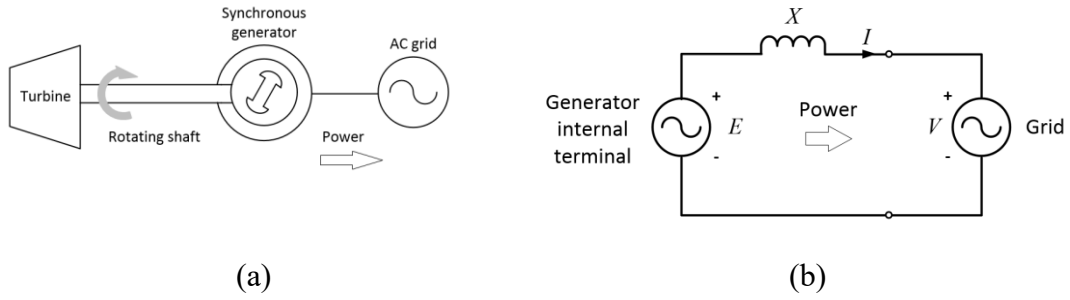 Synchronous
generator
AC grid
Turbine
Rotating shaft
Power
(a)
X
I
Generator
internal
terminal
+
E
-
Power
+
V
-
Grid
(b)